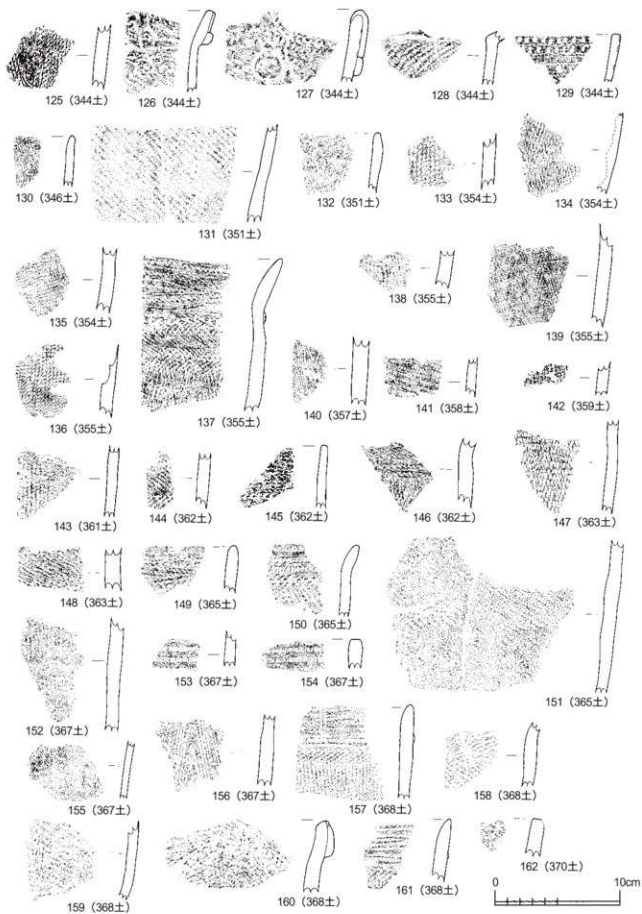 125 (344土) 126 (344土) 127 (344土) 128 (344土) 129 (344土)
130 (346土) 131 (351土) 132 (351土) 133 (354土) 134 (354土)
135 (354土) 138 (355土) 139 (355土)
136 (355土) 137 (355土) 140 (357土) 141 (358土) 142 (359土)
143 (361土) 144 (362土) 145 (362土) 146 (362土) 147 (363土)
148 (363土) 149 (365土) 150 (365土) 151 (365土)
152 (367土) 153 (367土) 154 (367土)
155 (367土) 156 (367土) 157 (368土) 158 (368土)
159 (368土) 160 (368土) 161 (368土) 162 (370土)
0 10cm